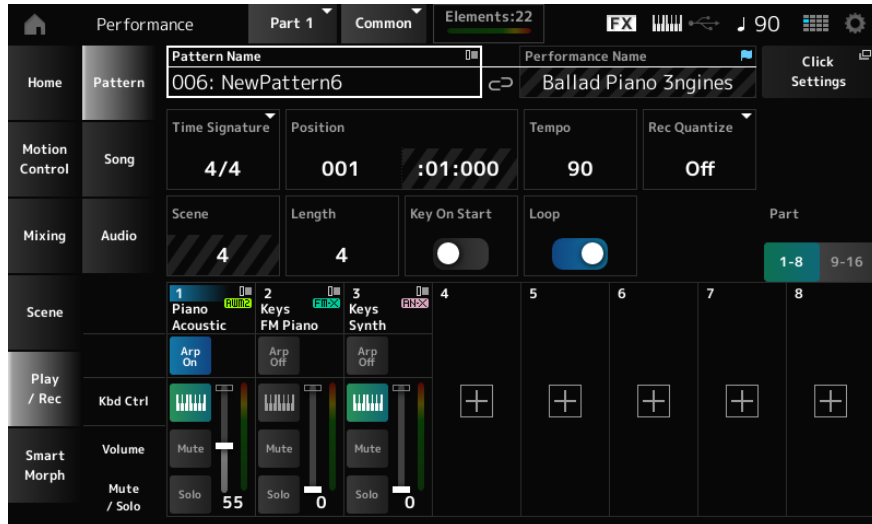 Performance
Part 1
Common
Elements:22
FX
♩ 90
Home
Pattern
Pattern Name
006: NewPattern6
Performance Name
Ballad Piano 3ngines
Click
Settings
Motion
Control
Song
Time Signature
4/4
Position
001 :01:000
Tempo
90
Rec Quantize
Off
Mixing
Audio
Scene
4
Length
4
Key On Start
Loop
Part
1-8 9-16
Scene
1
AWM2
Piano
Acoustic
2
FM-X
Keys
FM Piano
3
AN-X
Keys
Synth
4
5
6
7
8
Arp
On
Arp
Off
Arp
Off
Play
/ Rec
Kbd Ctrl
Smart
Morph
Volume
Mute
Mute
Mute
Mute
/ Solo
Solo
55
Solo
0
Solo
0